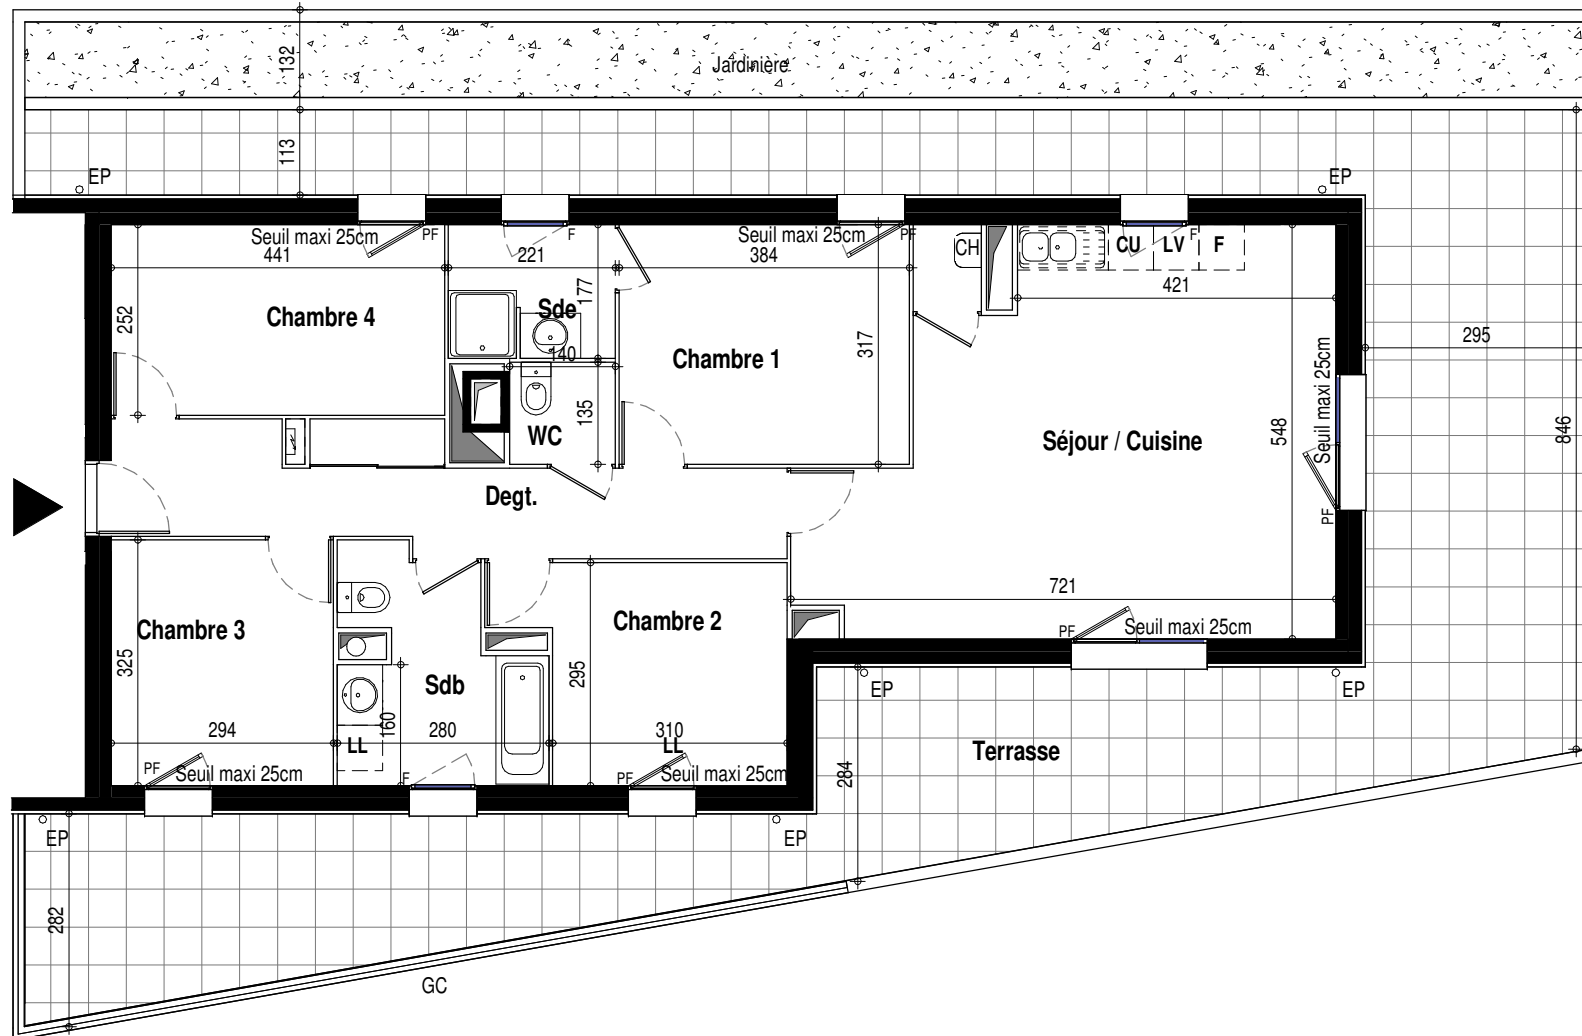 132
Jardinière
113
EP
EP
Seuil maxi 25cm
PF
F
Seuil maxi 25cm
PF
CH
CU
LV
F
F
441
221
384
421
177
252
Chambre 4
Sde
140
Chambre 1
317
295
Seuil maxi 25cm
135
WC
Séjour / Cuisine
548
846
Degt.
PF
721
Chambre 3
Chambre 2
PF
Seuil maxi 25cm
325
295
Sdb
EP
EP
160
294
LL
280
310
LL
Terrasse
PF
Seuil maxi 25cm
F
PF
Seuil maxi 25cm
284
EP
EP
282
GC